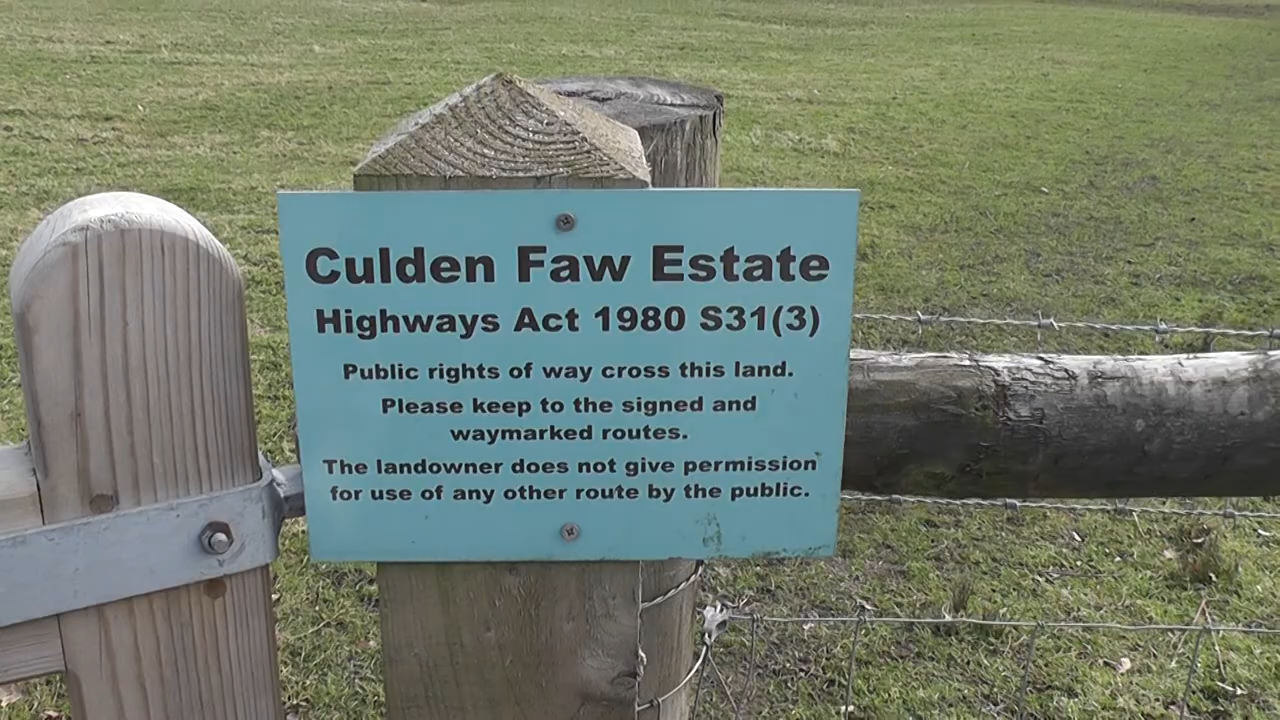 Culden Faw Estate
Highways Act 1980 S31(3)
Public rights of way cross this land.
Please keep to the signed and
waymarked routes.
The landowner does not give permission
for use of any other route by the public.